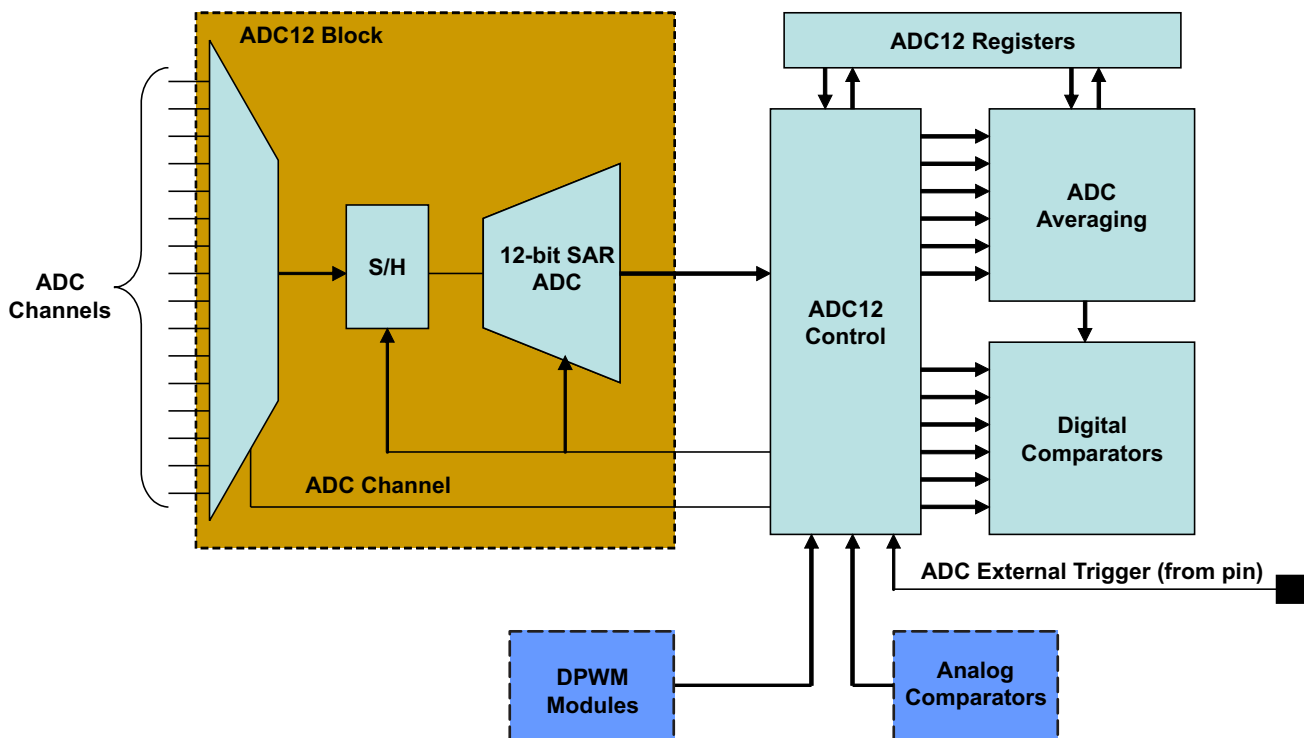 ADC12 Block
ADC12 Registers
ADC
Channels
S/H
12-bit SAR
ADC
ADC12
Control
ADC
Averaging
Digital
Comparators
ADC Channel
ADC External Trigger (from pin)
DPWM
Modules
Analog
Comparators